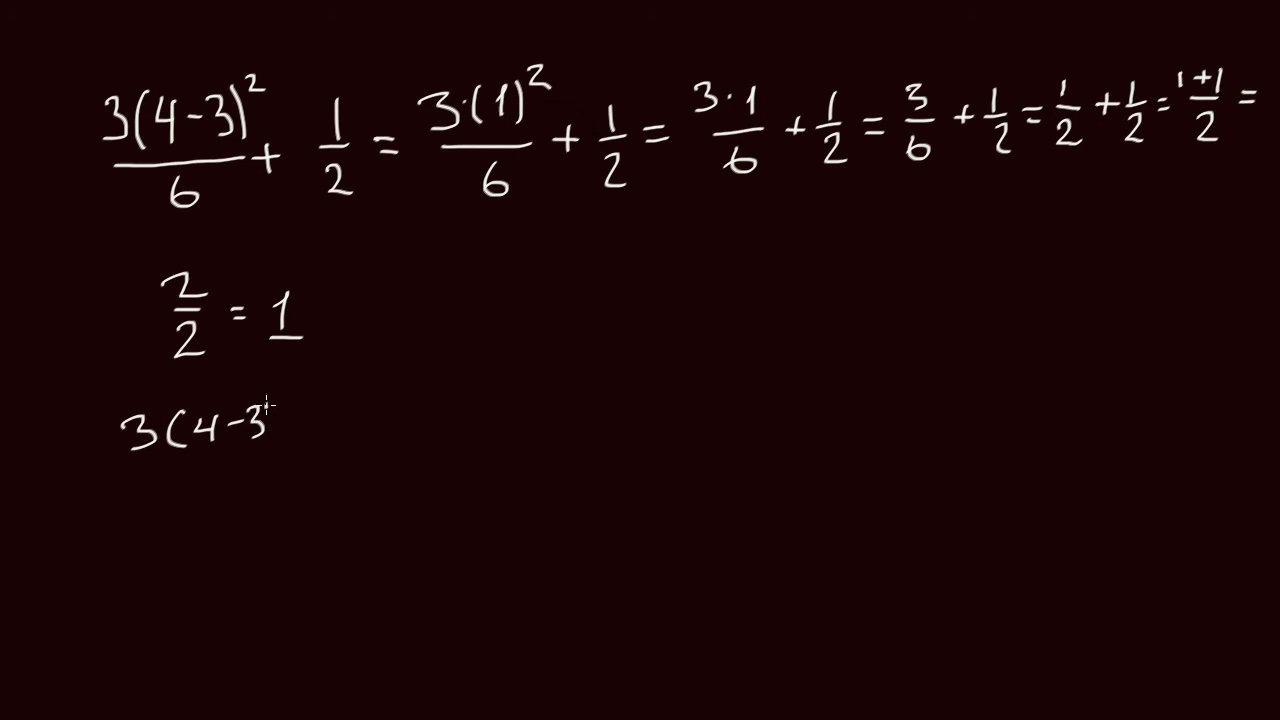 3(4-3)²/6 + 1/2 = 3·(1)²/6 + 1/2 = 3·1/6 + 1/2 = 3/6 + 1/2 = 1/2 + 1/2 = 1+1/2 =
2/2 = 1
3(4-3